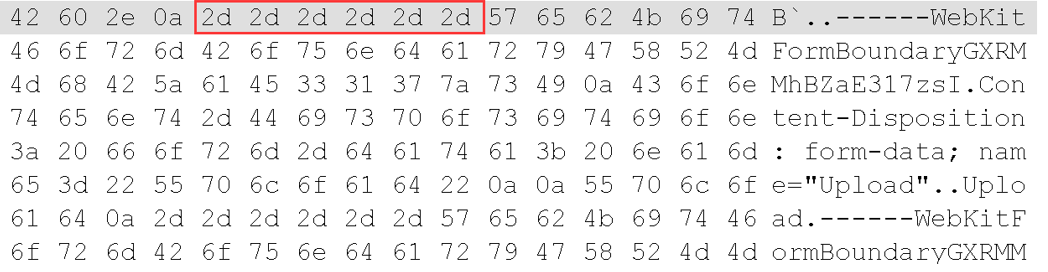 42 60 2e 0a 2d 2d 2d 2d 2d 2d 57 65 62 4b 69 74 B`..------WebKit
46 6f 72 6d 42 6f 75 6e 64 61 72 79 47 58 52 4d FormBoundaryGXRM
4d 68 42 5a 61 45 33 31 37 7a 73 49 0a 43 6f 6e MhBZaE317zsI.Con
74 65 6e 74 2d 44 69 73 70 6f 73 69 74 69 6f 6e tent-Disposition
3a 20 66 6f 72 6d 2d 64 61 74 61 3b 20 6e 61 6d : form-data; nam
65 3d 22 55 70 6c 6f 61 64 22 0a 0a 55 70 6c 6f e="Upload"..Uplo
61 64 0a 2d 2d 2d 2d 2d 2d 57 65 62 4b 69 74 46 ad.------WebKitF
6f 72 6d 42 6f 75 6e 64 61 72 79 47 58 52 4d 4d ormBoundaryGXRMM